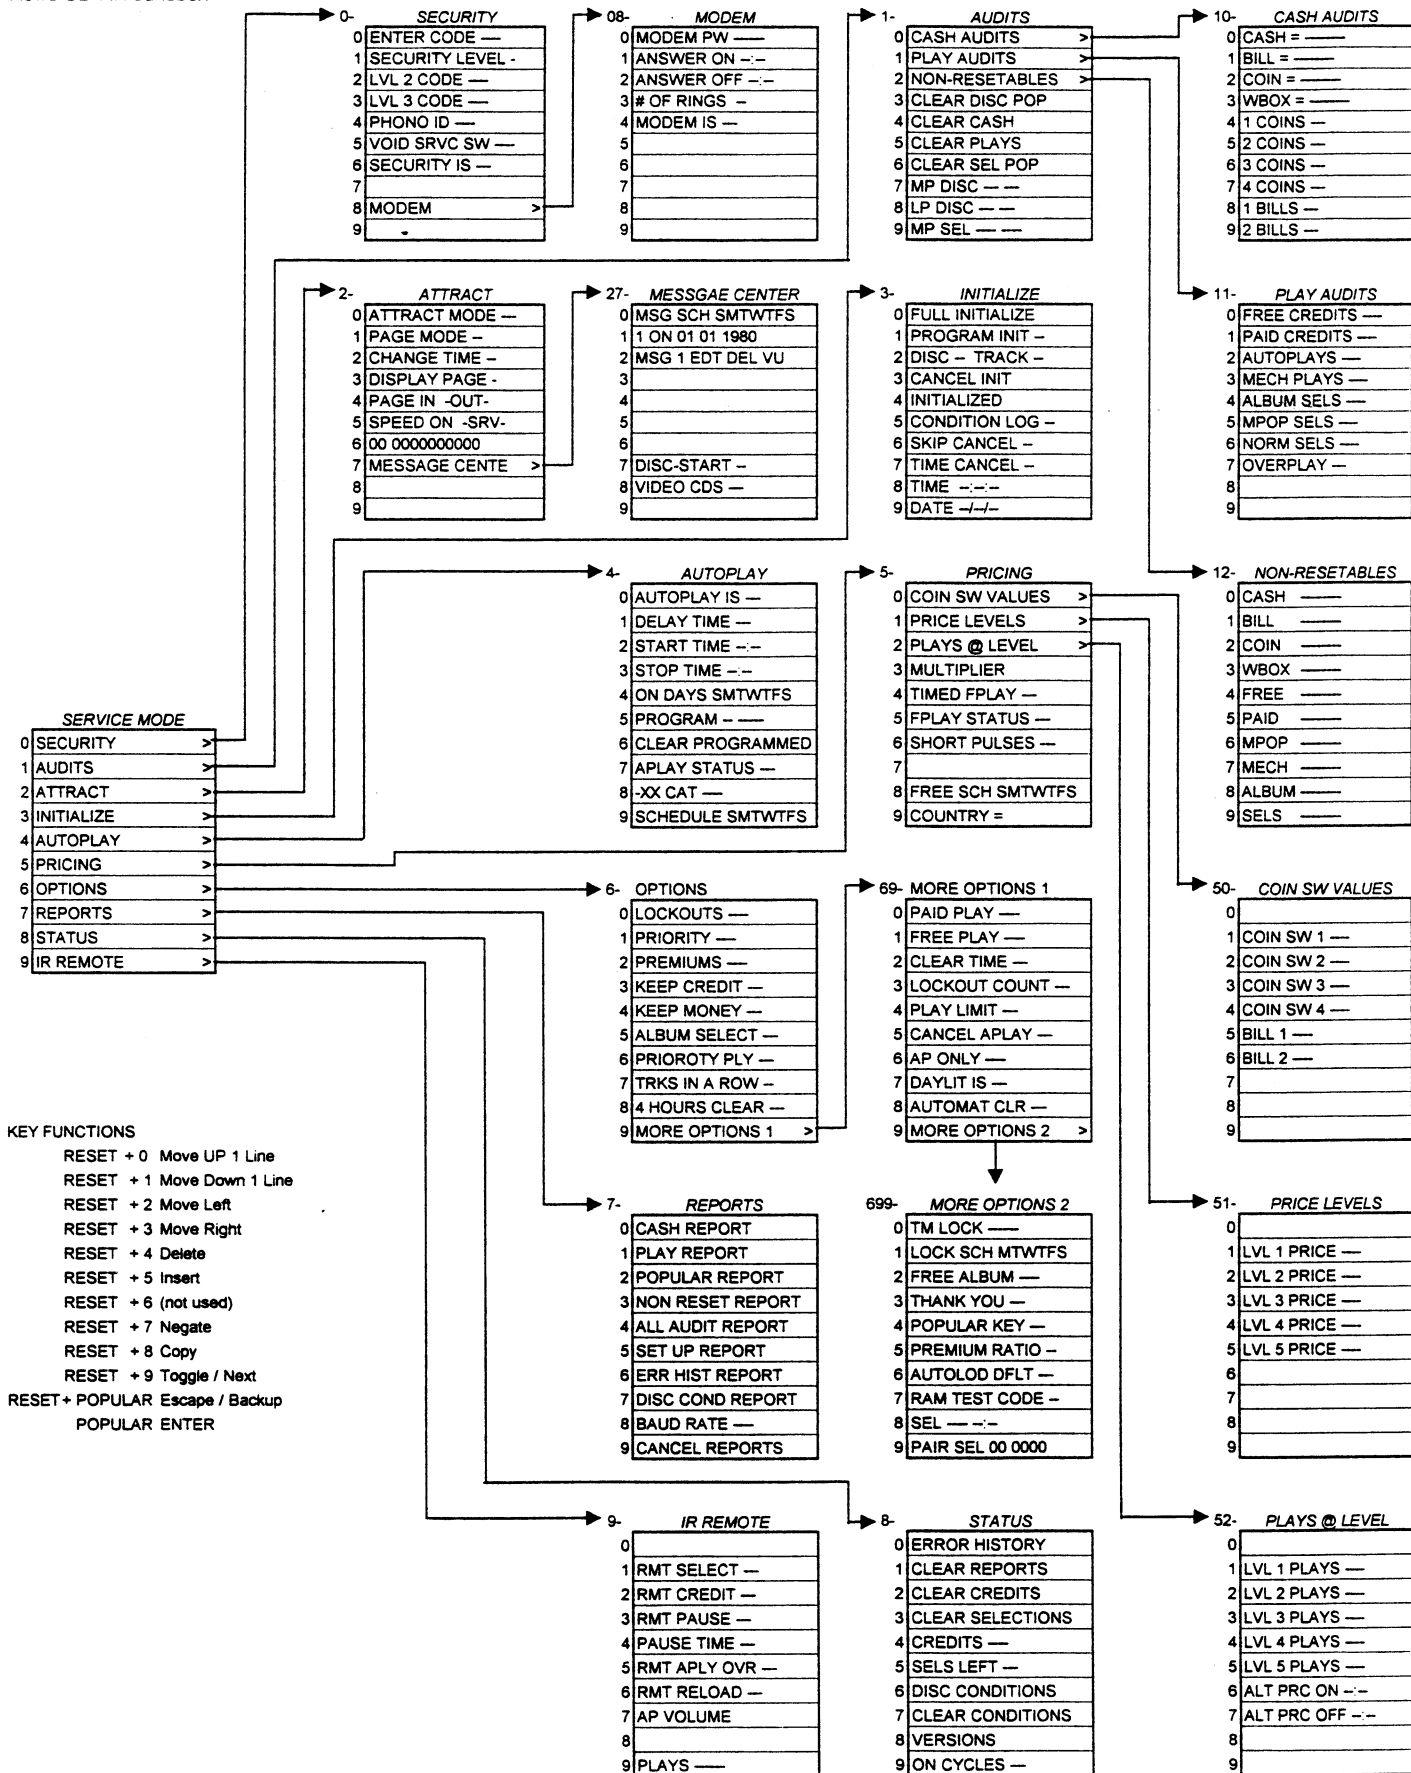 0- SECURITY
0 ENTER CODE —
1 SECURITY LEVEL -
2 LVL 2 CODE —
3 LVL 3 CODE —
4 PHONO ID —
5 VOID SRVC SW —
6 SECURITY IS —
7
8 MODEM >
9
08- MODEM
0 MODEM PW —
1 ANSWER ON -:-
2 ANSWER OFF -:-
3 # OF RINGS -
4 MODEM IS —
5
6
7
8
9
1- AUDITS
0 CASH AUDITS >
1 PLAY AUDITS >
2 NON-RESETABLES >
3 CLEAR DISC POP
4 CLEAR CASH
5 CLEAR PLAYS
6 CLEAR SEL POP
7 MP DISC — —
8 LP DISC — —
9 MP SEL — —
10- CASH AUDITS
0 CASH = —
1 BILL = —
2 COIN = —
3 WBOX = —
4 1 COINS —
5 2 COINS —
6 3 COINS —
7 4 COINS —
8 1 BILLS —
9 2 BILLS —
2- ATTRACT
0 ATTRACT MODE —
1 PAGE MODE -
2 CHANGE TIME -
3 DISPLAY PAGE -
4 PAGE IN -OUT-
5 SPEED ON -SRV-
6 00 0000000000
7 MESSAGE CENTE >
8
9
27- MESSGAE CENTER
0 MSG SCH SMTWTFS
1 1 ON 01 01 1980
2 MSG 1 EDT DEL VU
3
4
5
6
7 DISC-START -
8 VIDEO CDS —
9
3- INITIALIZE
0 FULL INITIALIZE
1 PROGRAM INIT -
2 DISC - TRACK -
3 CANCEL INIT
4 INITIALIZED
5 CONDITION LOG -
6 SKIP CANCEL -
7 TIME CANCEL -
8 TIME -:-:-
9 DATE -/-/-
11- PLAY AUDITS
0 FREE CREDITS —
1 PAID CREDITS —
2 AUTOPLAYS —
3 MECH PLAYS —
4 ALBUM SELS —
5 MPOP SELS —
6 NORM SELS —
7 OVERPLAY —
8
9
4- AUTOPLAY
0 AUTOPLAY IS —
1 DELAY TIME —
2 START TIME -:-
3 STOP TIME -:-
4 ON DAYS SMTWTFS
5 PROGRAM - —
6 CLEAR PROGRAMMED
7 APLAY STATUS —
8 -XX CAT —
9 SCHEDULE SMTWTFS
5- PRICING
0 COIN SW VALUES >
1 PRICE LEVELS >
2 PLAYS @ LEVEL >
3 MULTIPLIER
4 TIMED FPLAY —
5 FPLAY STATUS —
6 SHORT PULSES —
7
8 FREE SCH SMTWTFS
9 COUNTRY =
12- NON-RESETABLES
0 CASH —
1 BILL —
2 COIN —
3 WBOX —
4 FREE —
5 PAID —
6 MPOP —
7 MECH —
8 ALBUM —
9 SELS —
SERVICE MODE
0 SECURITY >
1 AUDITS >
2 ATTRACT >
3 INITIALIZE >
4 AUTOPLAY >
5 PRICING >
6 OPTIONS >
7 REPORTS >
8 STATUS >
9 IR REMOTE >
6- OPTIONS
0 LOCKOUTS —
1 PRIORITY —
2 PREMIUMS —
3 KEEP CREDIT —
4 KEEP MONEY —
5 ALBUM SELECT —
6 PRIOROTY PLY —
7 TRKS IN A ROW -
8 4 HOURS CLEAR —
9 MORE OPTIONS 1 >
69- MORE OPTIONS 1
0 PAID PLAY —
1 FREE PLAY —
2 CLEAR TIME —
3 LOCKOUT COUNT —
4 PLAY LIMIT —
5 CANCEL APLAY -
6 AP ONLY —
7 DAYLIT IS —
8 AUTOMAT CLR —
9 MORE OPTIONS 2 >
50- COIN SW VALUES
0
1 COIN SW 1 —
2 COIN SW 2 —
3 COIN SW 3 —
4 COIN SW 4 —
5 BILL 1 —
6 BILL 2 —
7
8
9
KEY FUNCTIONS
RESET + 0 Move UP 1 Line
RESET + 1 Move Down 1 Line
RESET + 2 Move Left
RESET + 3 Move Right
RESET + 4 Delete
RESET + 5 Insert
RESET + 6 (not used)
RESET + 7 Negate
RESET + 8 Copy
RESET + 9 Toggle / Next
RESET + POPULAR Escape / Backup
POPULAR ENTER
7- REPORTS
0 CASH REPORT
1 PLAY REPORT
2 POPULAR REPORT
3 NON RESET REPORT
4 ALL AUDIT REPORT
5 SET UP REPORT
6 ERR HIST REPORT
7 DISC COND REPORT
8 BAUD RATE —
9 CANCEL REPORTS
699- MORE OPTIONS 2
0 TM LOCK —
1 LOCK SCH MTWTFS
2 FREE ALBUM —
3 THANK YOU —
4 POPULAR KEY —
5 PREMIUM RATIO -
6 AUTOLOD DFLT —
7 RAM TEST CODE -
8 SEL — -:-
9 PAIR SEL 00 0000
51- PRICE LEVELS
0
1 LVL 1 PRICE —
2 LVL 2 PRICE —
3 LVL 3 PRICE —
4 LVL 4 PRICE —
5 LVL 5 PRICE —
6
7
8
9
9- IR REMOTE
0
1 RMT SELECT —
2 RMT CREDIT —
3 RMT PAUSE —
4 PAUSE TIME —
5 RMT APLY OVR —
6 RMT RELOAD —
7 AP VOLUME
8
9 PLAYS —
8- STATUS
0 ERROR HISTORY
1 CLEAR REPORTS
2 CLEAR CREDITS
3 CLEAR SELECTIONS
4 CREDITS —
5 SELS LEFT —
6 DISC CONDITIONS
7 CLEAR CONDITIONS
8 VERSIONS
9 ON CYCLES —
52- PLAYS @ LEVEL
0
1 LVL 1 PLAYS —
2 LVL 2 PLAYS —
3 LVL 3 PLAYS —
4 LVL 4 PLAYS —
5 LVL 5 PLAYS —
6 ALT PRC ON -:-
7 ALT PRC OFF -:-
8
9